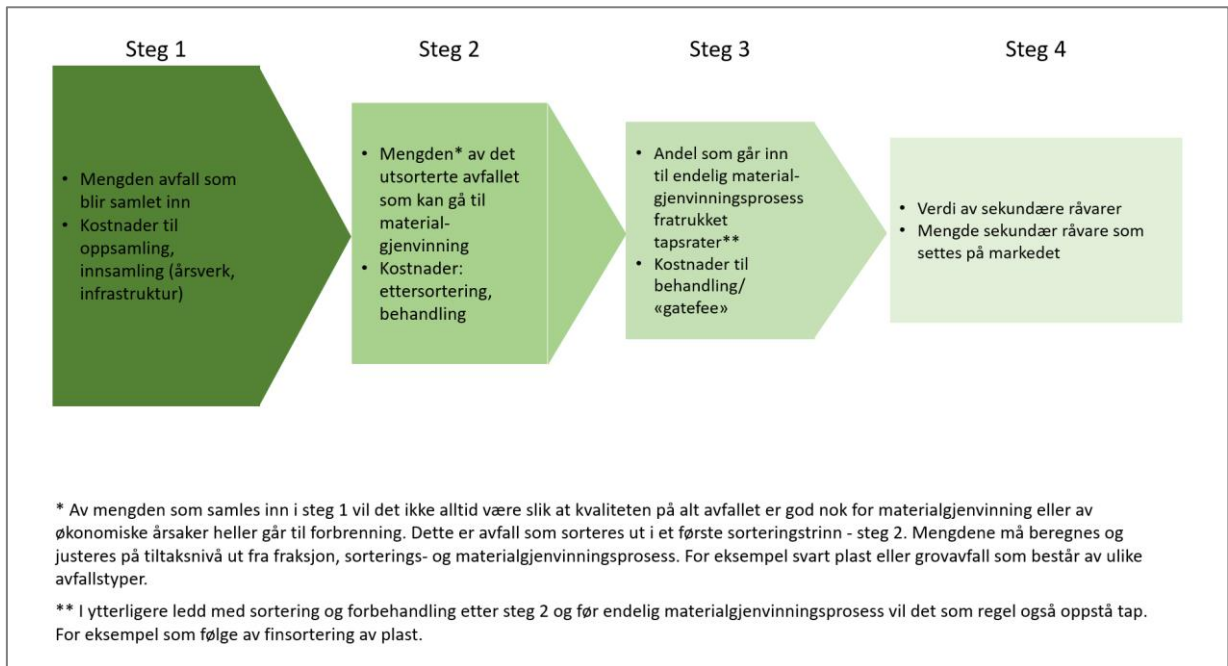 Steg 1
Steg 2
Steg 3
Steg 4
• Mengden avfall som
blir samlet inn
• Kostnader til
oppsamling,
innsamling (årsverk,
infrastruktur)
• Mengden* av det
utsorterte avfallet
som kan gå til
material-
gjenvinning
• Kostnader:
ettersortering,
behandling
• Andel som går inn
til endelig material-
gjenvinningsprosess
fratrukket
tapsrater**
• Kostnader til
behandling/
«gatefee»
• Verdi av sekundære råvarer
• Mengde sekundær råvare som
settes på markedet
* Av mengden som samles inn i steg 1 vil det ikke alltid være slik at kvaliteten på alt avfallet er god nok for materialgjenvinning eller av
økonomiske årsaker heller går til forbrenning. Dette er avfall som sorteres ut i et første sorteringstrinn - steg 2. Mengdene må beregnes og
justeres på tiltaksnivå ut fra fraksjon, sorterings- og materialgjenvinningsprosess. For eksempel svart plast eller grovavfall som består av ulike
avfallstyper.
** I ytterligere ledd med sortering og forbehandling etter steg 2 og før endelig materialgjenvinningsprosess vil det som regel også oppstå tap.
For eksempel som følge av finsortering av plast.